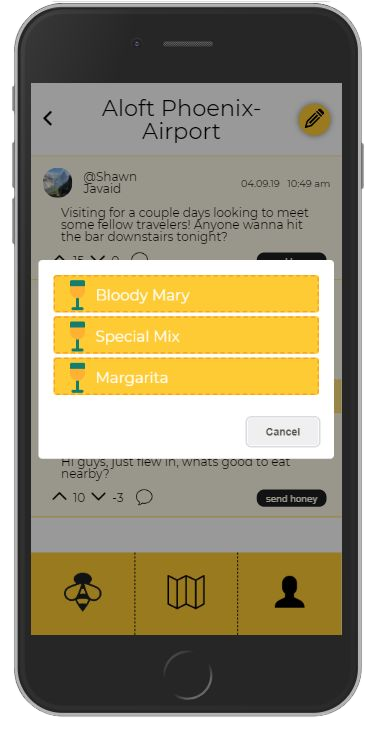 Aloft Phoenix-
Airport
@Shawn
Javaid
04.09.19 10:49 am
Visiting for a couple days looking to meet
some fellow travelers! Anyone wanna hit
the bar downstairs tonight?
15 0
Bloody Mary
Special Mix
Margarita
Cancel
Hi guys, just flew in, whats good to eat
nearby?
10 -3
send honey